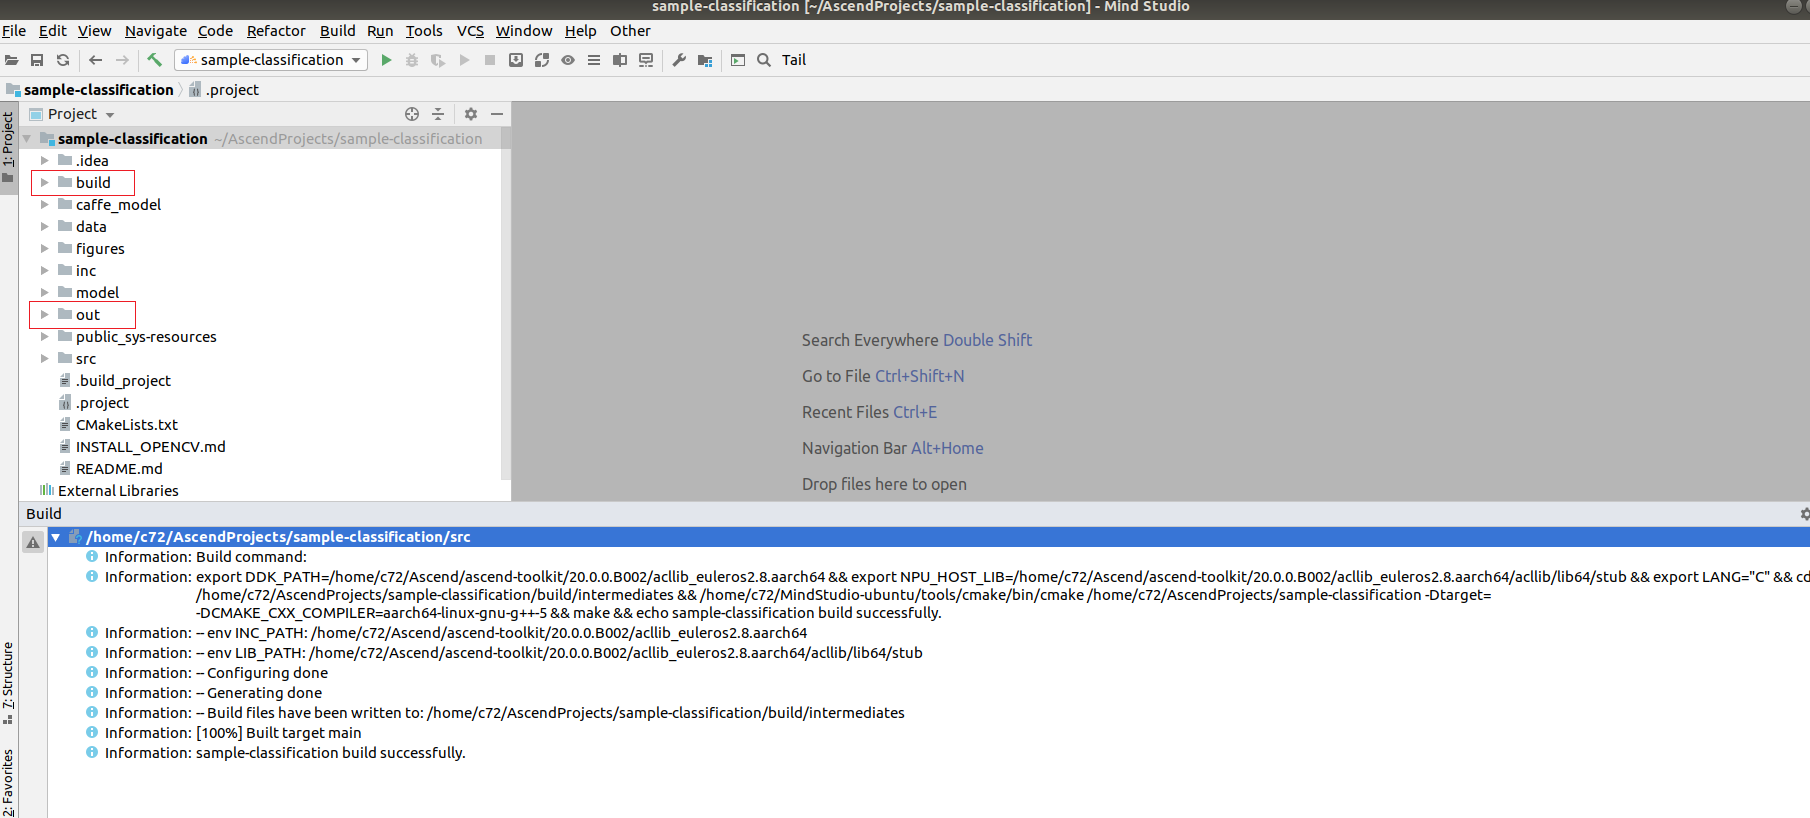 sample-classification [~/AscendProjects/sample-classification] - Mind Studio
File Edit View Navigate Code Refactor Build Run Tools VCS Window Help Other
sample-classification Tail
sample-classification .project
1: Project
Project
sample-classification ~/AscendProjects/sample-classification
.idea
build
caffe_model
data
figures
inc
model
out
public_sys-resources
src
.build_project
.project
CMakeLists.txt
INSTALL_OPENCV.md
README.md
External Libraries
Search Everywhere Double Shift
Go to File Ctrl+Shift+N
Recent Files Ctrl+E
Navigation Bar Alt+Home
Drop files here to open
Build
/home/c72/AscendProjects/sample-classification/src
Information: Build command:
Information: export DDK_PATH=/home/c72/Ascend/ascend-toolkit/20.0.0.B002/acllib_euleros2.8.aarch64 && export NPU_HOST_LIB=/home/c72/Ascend/ascend-toolkit/20.0.0.B002/acllib_euleros2.8.aarch64/acllib/lib64/stub && export LANG="C" && cd
/home/c72/AscendProjects/sample-classification/build/intermediates && /home/c72/MindStudio-ubuntu/tools/cmake/bin/cmake /home/c72/AscendProjects/sample-classification -Dtarget=
-DCMAKE_CXX_COMPILER=aarch64-linux-gnu-g++-5 && make && echo sample-classification build successfully.
Information: -- env INC_PATH: /home/c72/Ascend/ascend-toolkit/20.0.0.B002/acllib_euleros2.8.aarch64
Information: -- env LIB_PATH: /home/c72/Ascend/ascend-toolkit/20.0.0.B002/acllib_euleros2.8.aarch64/acllib/lib64/stub
Information: -- Configuring done
Information: -- Generating done
Information: -- Build files have been written to: /home/c72/AscendProjects/sample-classification/build/intermediates
Information: [100%] Built target main
Information: sample-classification build successfully.
7: Structure
2: Favorites